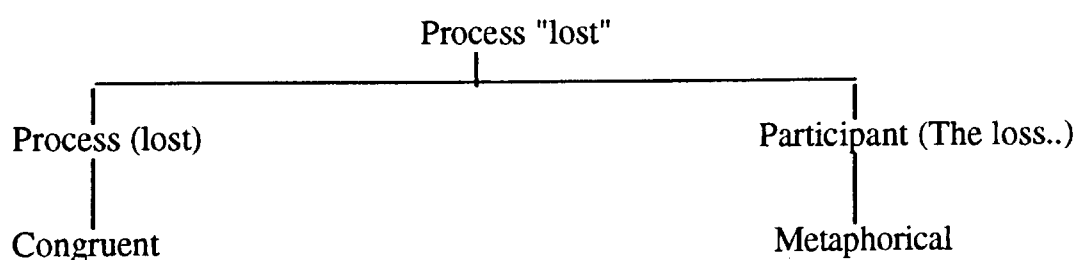 Process "lost"
Process (lost)
Participant (The loss..)
Congruent
Metaphorical